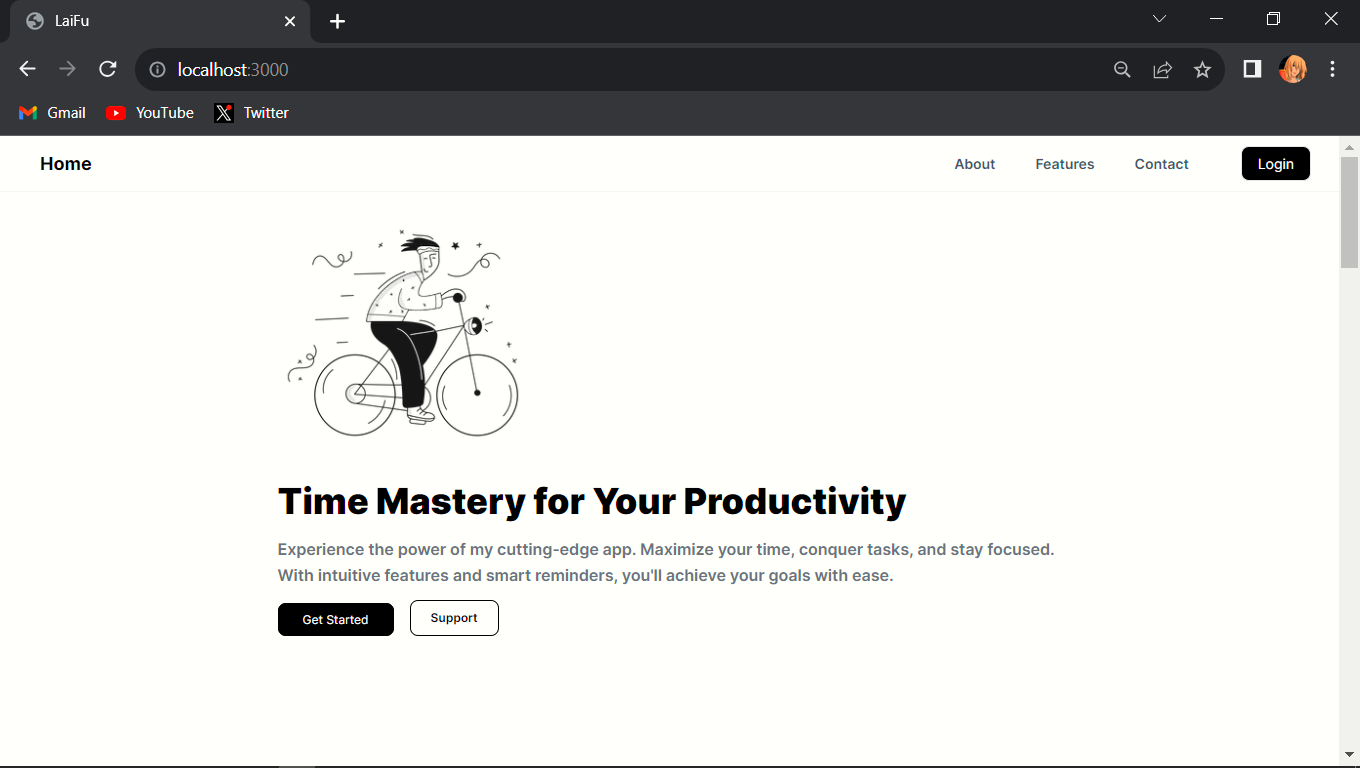 LaiFu
localhost:3000
Gmail YouTube Twitter
Home About Features Contact Login
Time Mastery for Your Productivity
Experience the power of my cutting-edge app. Maximize your time, conquer tasks, and stay focused.
With intuitive features and smart reminders, you'll achieve your goals with ease.
Get Started Support